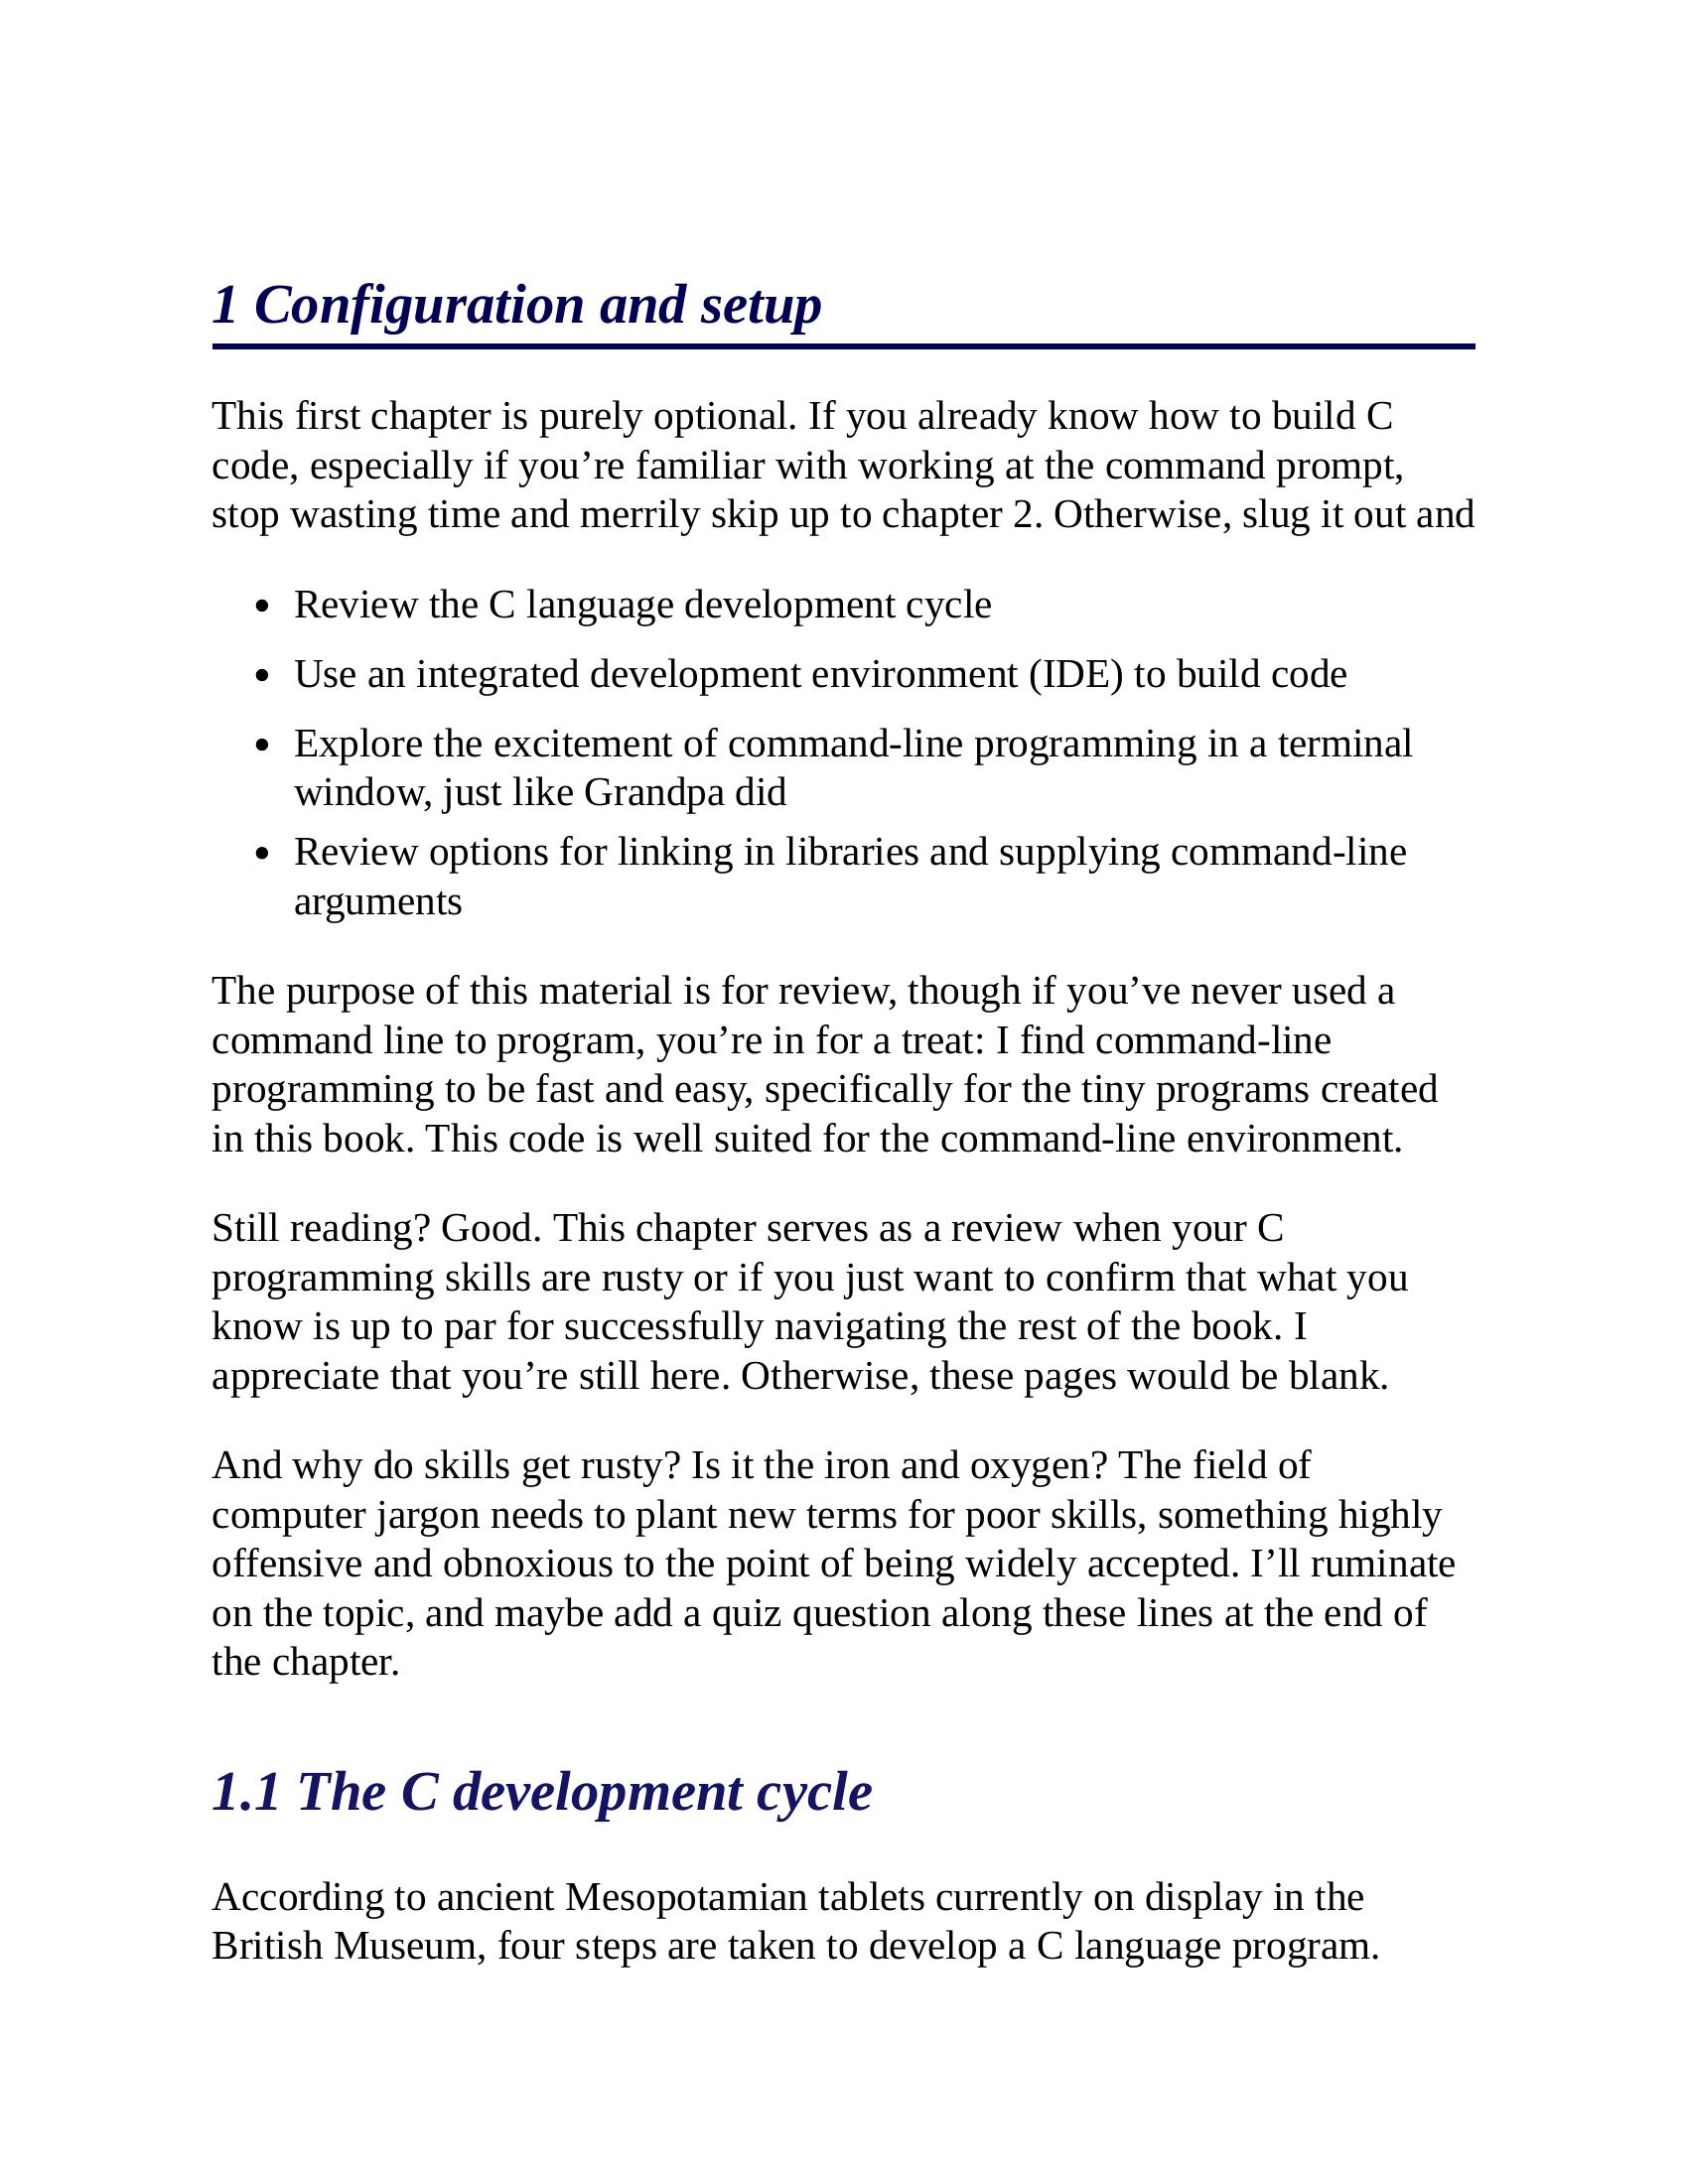 1 Configuration and setup
This first chapter is purely optional. If you already know how to build C
code, especially if you’re familiar with working at the command prompt,
stop wasting time and merrily skip up to chapter 2. Otherwise, slug it out and
• Review the C language development cycle
• Use an integrated development environment (IDE) to build code
• Explore the excitement of command-line programming in a terminal
window, just like Grandpa did
• Review options for linking in libraries and supplying command-line
arguments
The purpose of this material is for review, though if you’ve never used a
command line to program, you’re in for a treat: I find command-line
programming to be fast and easy, specifically for the tiny programs created
in this book. This code is well suited for the command-line environment.
Still reading? Good. This chapter serves as a review when your C
programming skills are rusty or if you just want to confirm that what you
know is up to par for successfully navigating the rest of the book. I
appreciate that you’re still here. Otherwise, these pages would be blank.
And why do skills get rusty? Is it the iron and oxygen? The field of
computer jargon needs to plant new terms for poor skills, something highly
offensive and obnoxious to the point of being widely accepted. I’ll ruminate
on the topic, and maybe add a quiz question along these lines at the end of
the chapter.
1.1 The C development cycle
According to ancient Mesopotamian tablets currently on display in the
British Museum, four steps are taken to develop a C language program.